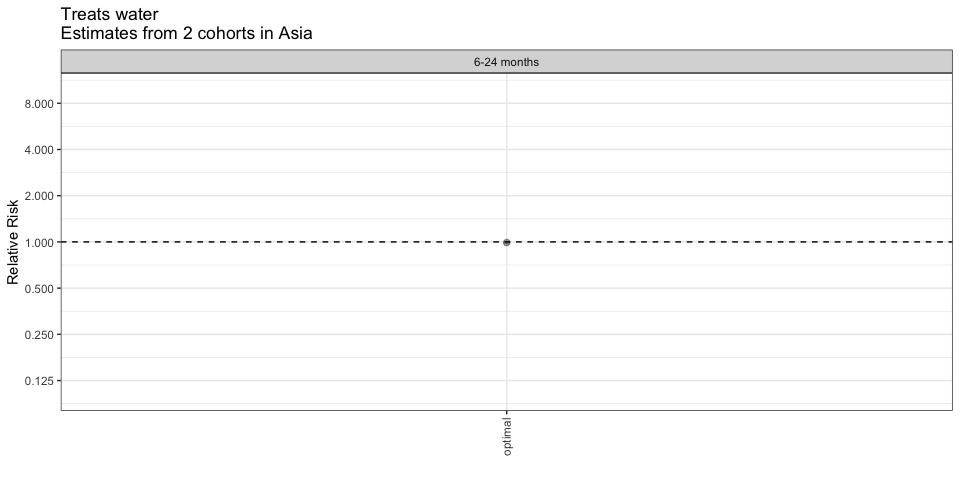 Treats water
Estimates from 2 cohorts in Asia
6-24 months
8.000
4.000
2.000
1.000
0.500
0.250
0.125
Relative Risk
optimal